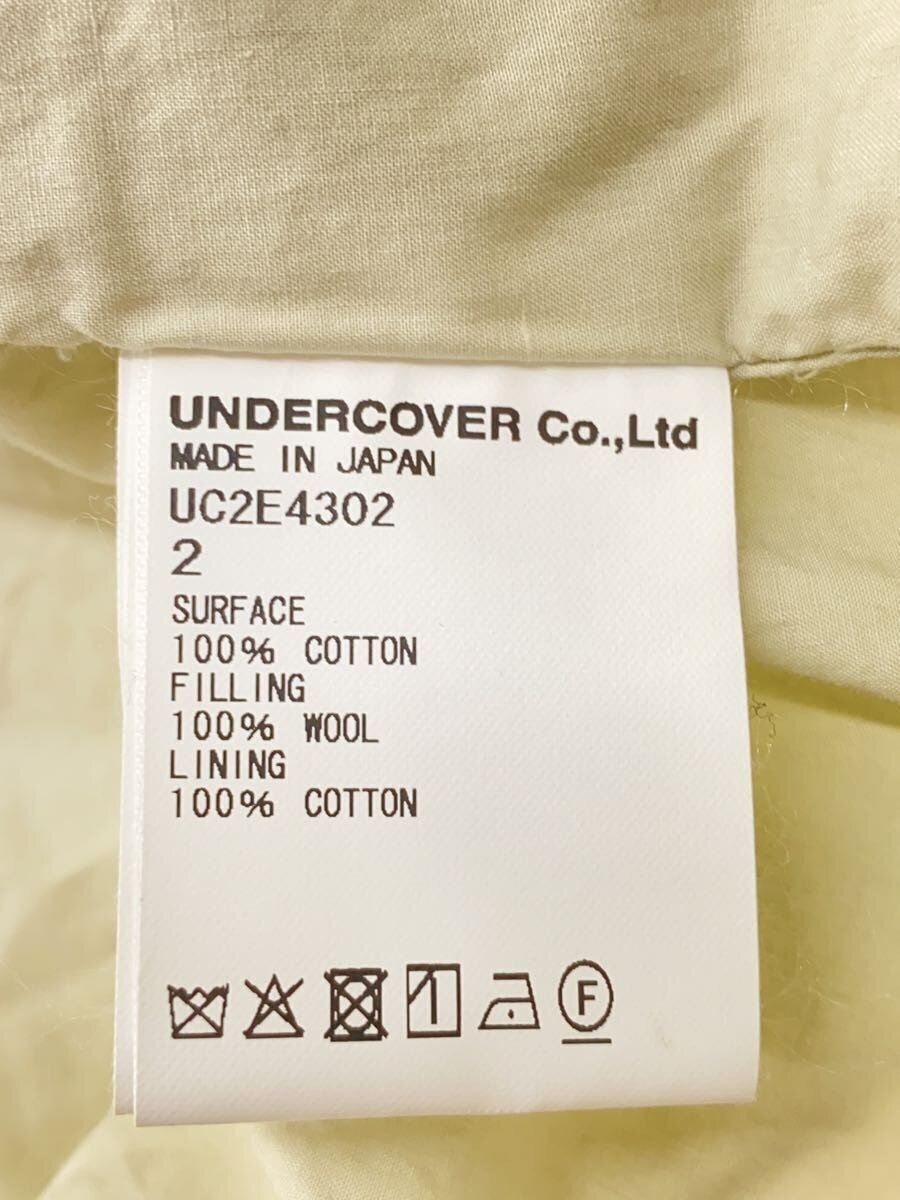 UNDERCOVER Co.,Ltd
MADE IN JAPAN
UC2E4302
2
SURFACE
100% COTTON
FILLING
100% WOOL
LINING
100% COTTON
F